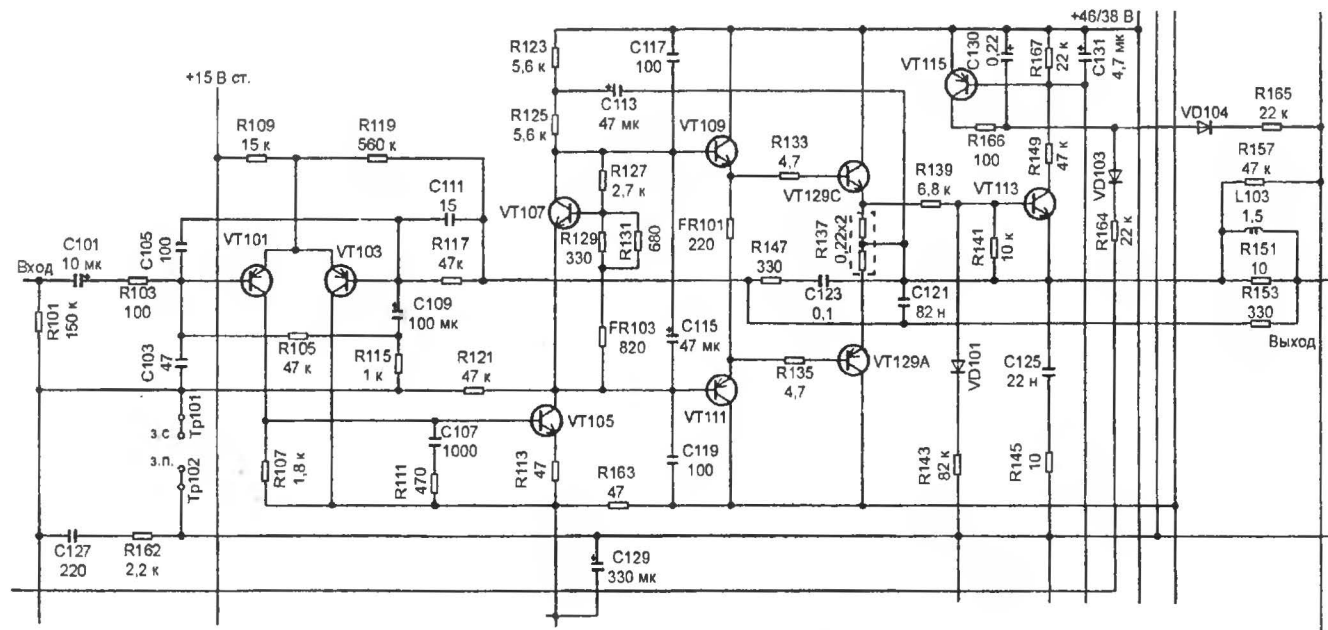 +46/38 В
R123
5,6 к
C117
100
C130
0,22
R167
22 к
C131
4,7 мк
VT115
+15 В ст.
C113
47 мк
R165
22 к
VD104
R125
5,6 к
R109
15 к
R119
560 к
VT109
R133
4,7
R166
100
R149
47 к
VD103
R157
47 к
R127
2,7 к
R139
6,8 к
VT113
C111
15
VT129C
L103
1,5
VT107
R164
22 к
C105
100
R129
330
R131
680
FR101
220
R137
0,22x2
R141
10 к
R151
10
C101
10 мк
VT101
VT103
R117
47к
R147
330
Вход
R103
100
C123
0,1
C121
82 н
R153
330
R101
150 к
C109
100 мк
FR103
820
C115
47 мк
Выход
R105
47 к
R115
1 к
R121
47 к
VT129A
C103
47
R135
4,7
VD101
C125
22 н
VT111
Тр101
з.с
VT105
C107
1000
C119
100
з.п.
Тр102
R107
1,8 к
R111
470
R113
47
R163
47
R143
82 к
R145
10
C127
220
R162
2,2 к
C129
330 мк